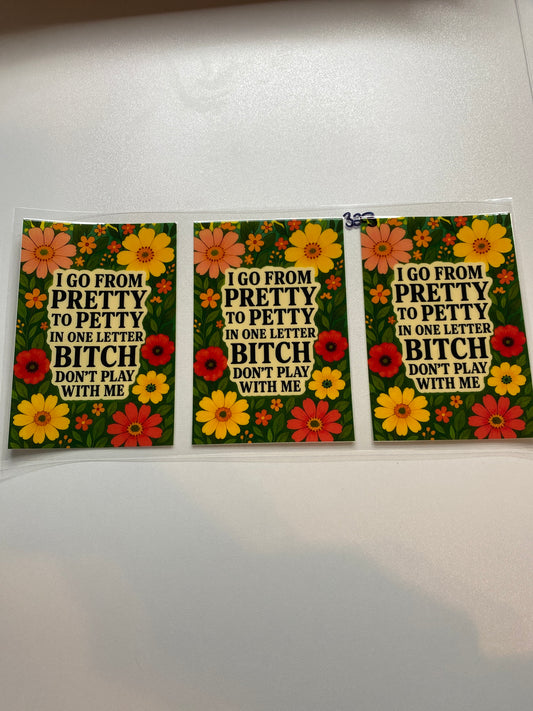 I GO FROM
PRETTY
TO PETTY
IN ONE LETTER
BITCH
DON'T PLAY
WITH ME
I GO FROM
PRETTY
TO PETTY
IN ONE LETTER
BITCH
DON'T PLAY
WITH ME
I GO FROM
PRETTY
TO PETTY
IN ONE LETTER
BITCH
DON'T PLAY
WITH ME